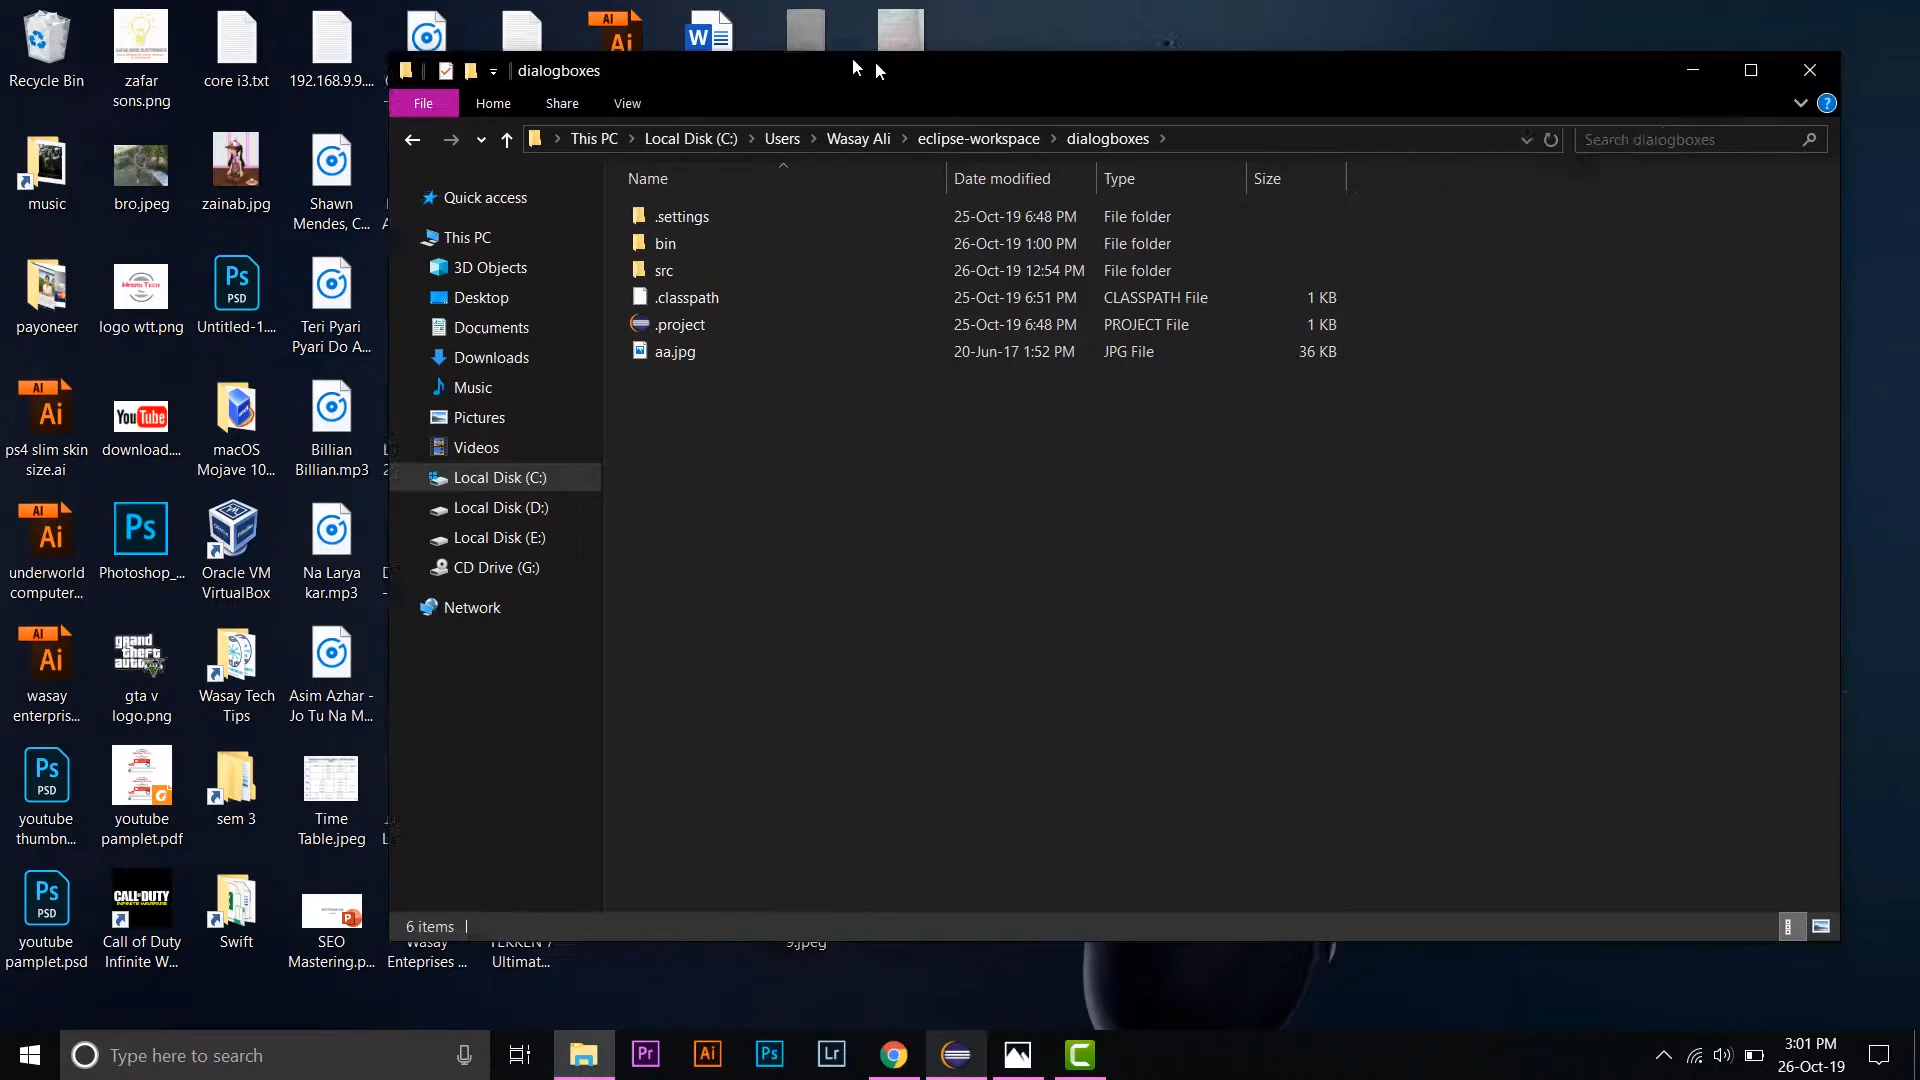 dialogboxes
File Home Share View
This PC Local Disk (C:) Users Wasay Ali eclipse-workspace dialogboxes
Search dialogboxes
Name Date modified Type Size
.settings 25-Oct-19 6:48 PM File folder
bin 26-Oct-19 1:00 PM File folder
src 26-Oct-19 12:54 PM File folder
.classpath 25-Oct-19 6:51 PM CLASSPATH File 1 KB
.project 25-Oct-19 6:48 PM PROJECT File 1 KB
aa.jpg 20-Jun-17 1:52 PM JPG File 36 KB
Quick access
This PC
3D Objects
Desktop
Documents
Downloads
Music
Pictures
Videos
Local Disk (C:)
Local Disk (D:)
Local Disk (E:)
CD Drive (G:)
Network
6 items
Recycle Bin
zafar
sons.png
core i3.txt
192.168.9.9....
music
bro.jpeg
zainab.jpg
Shawn
Mendes, C...
payoneer
logo wtt.png
Untitled-1....
Teri Pyari
Pyari Do A...
ps4 slim skin
size.ai
download....
macOS
Mojave 10...
Billian
Billian.mp3
underworld
computer...
Photoshop_...
Oracle VM
VirtualBox
Na Larya
kar.mp3
wasay
enterpris...
gta v
logo.png
Wasay Tech
Tips
Asim Azhar -
Jo Tu Na M...
youtube
thumbn...
youtube
pamplet.pdf
sem 3
Time
Table.jpeg
youtube
pamplet.psd
Call of Duty
Infinite W...
Swift
SEO
Mastering.p...
Wasay
Enteprises ...
TEKKEN 7
Ultimat...
9.jpeg
Type here to search
3:01 PM
26-Oct-19